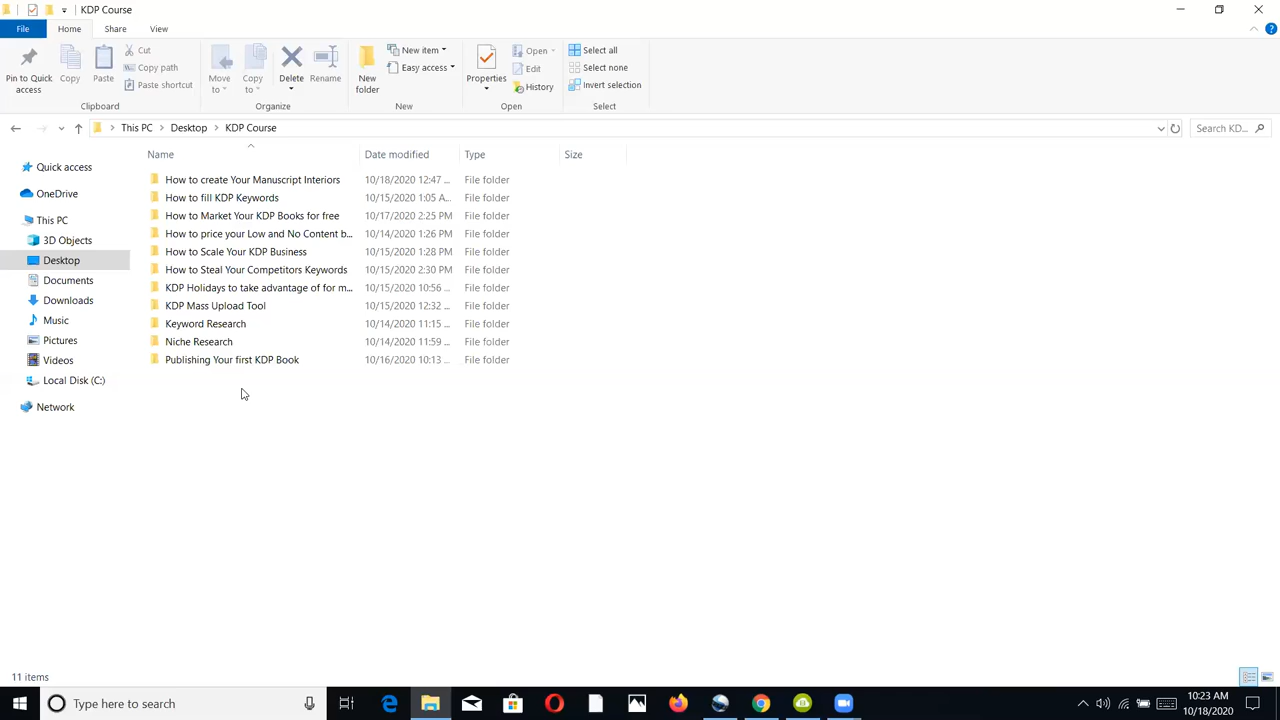 KDP Course
File Home Share View
Pin to Quick access
Copy
Paste
Cut
Copy path
Paste shortcut
Clipboard
Move to
Copy to
Delete
Rename
Organize
New folder
New item
Easy access
New
Properties
Open
Edit
History
Open
Select all
Select none
Invert selection
Select
This PC Desktop KDP Course
Search KD...
Name Date modified Type Size
How to create Your Manuscript Interiors 10/18/2020 12:47 ... File folder
How to fill KDP Keywords 10/15/2020 1:05 A... File folder
How to Market Your KDP Books for free 10/17/2020 2:25 PM File folder
How to price your Low and No Content b... 10/14/2020 1:26 PM File folder
How to Scale Your KDP Business 10/15/2020 1:28 PM File folder
How to Steal Your Competitors Keywords 10/15/2020 2:30 PM File folder
KDP Holidays to take advantage of for m... 10/15/2020 10:56 ... File folder
KDP Mass Upload Tool 10/15/2020 12:32 ... File folder
Keyword Research 10/14/2020 11:15 ... File folder
Niche Research 10/14/2020 11:59 ... File folder
Publishing Your first KDP Book 10/16/2020 10:13 ... File folder
Quick access
OneDrive
This PC
3D Objects
Desktop
Documents
Downloads
Music
Pictures
Videos
Local Disk (C:)
Network
11 items
Type here to search
10:23 AM
10/18/2020